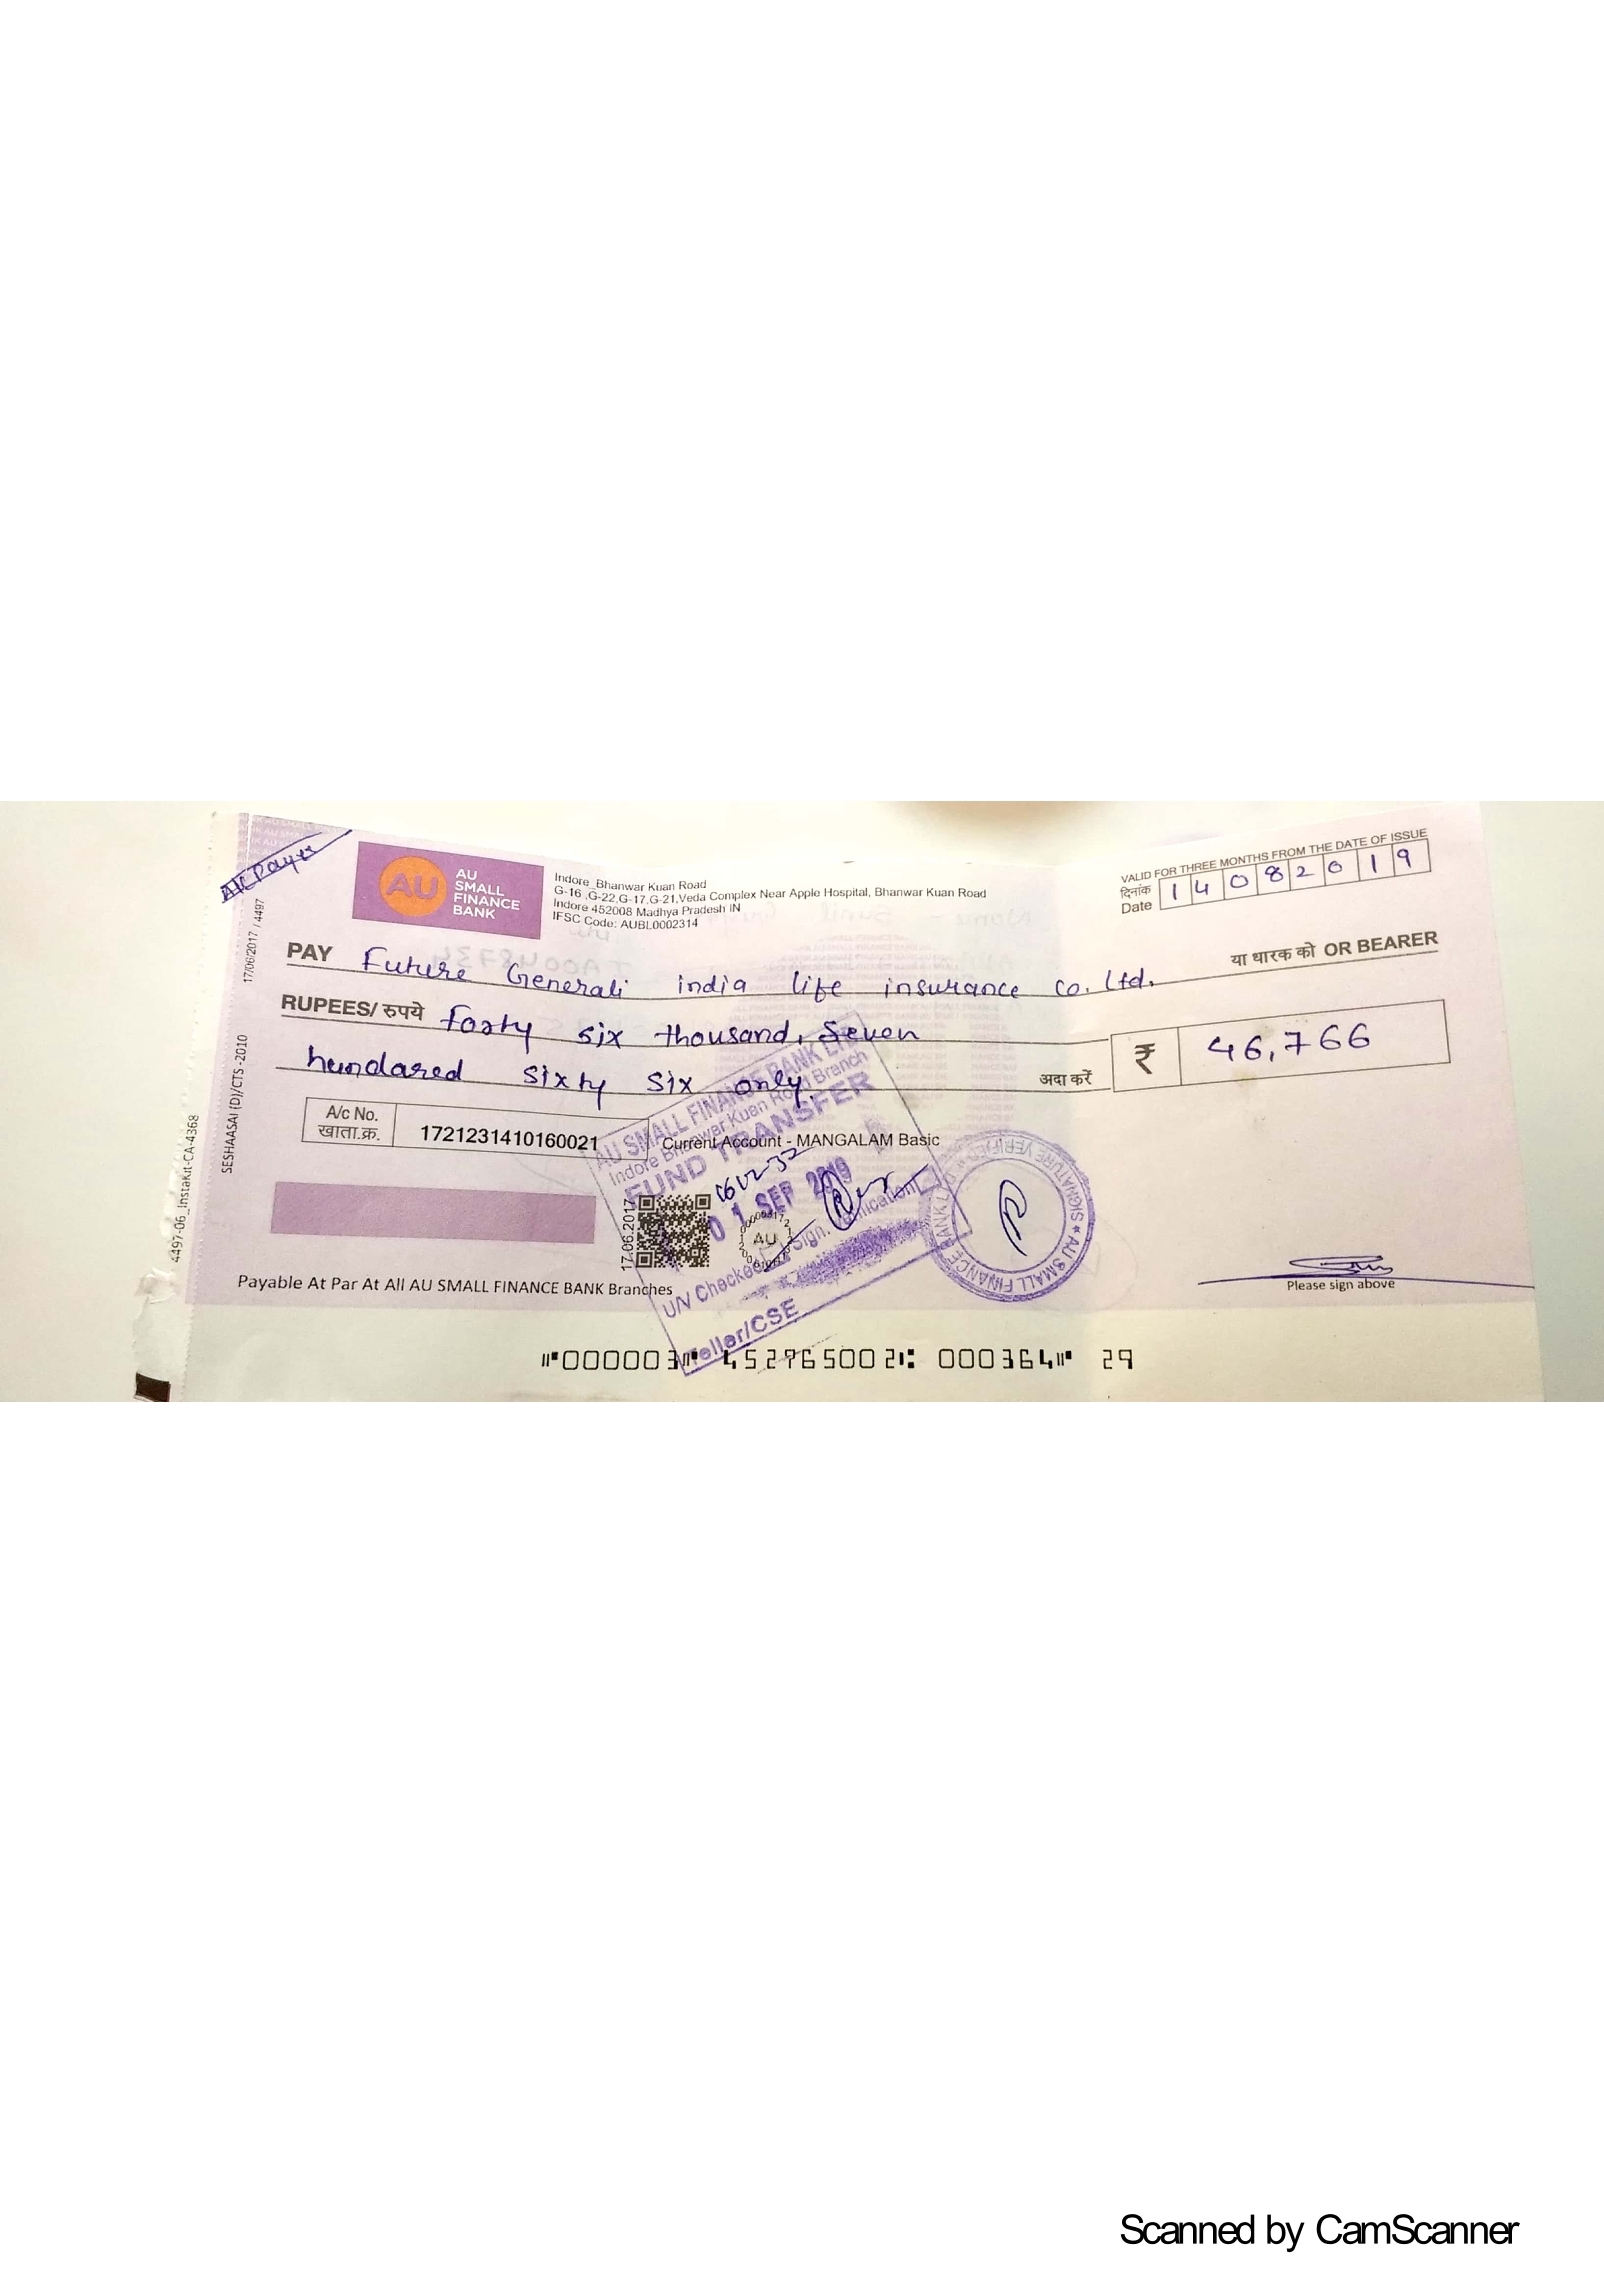 A/C Payee
AU
AU
SMALL
FINANCE
BANK
Indore_Bhanwar Kuan Road
G-16 ,G-22,G-17,G-21,Veda Complex Near Apple Hospital, Bhanwar Kuan Road
Indore 452008 Madhya Pradesh IN
IFSC Code: AUBL0002314
VALID FOR THREE MONTHS FROM THE DATE OF ISSUE
दिनांक
Date
1 4 0 8 2 0 1 9
PAY Future Generali india life insurance co. Ltd.
या धारक को OR BEARER
RUPEES/ रुपये forty six thousand, Seven
hundared sixty six only
अदा करें
₹ 46,766
A/c No.
खाता.क्र.
1721231410160021
Current Account - MANGALAM Basic
AU SMALL FINANCE BANK LTD
Indore Bhanwar Kuan Road Branch
FUND TRANSFER
01 SEP 2019
Sign. Verification
Teller/CSE
AU
17.06.2017
AU SMALL FINANCE BANK LTD * SIGNATURE VERIFIED *
Payable At Par At All AU SMALL FINANCE BANK Branches
Please sign above
17/06/2017 / 4497
SESHAASAI (D)/CTS -2010
4497-06_InstaKit-CA-4368
⑈000003⑈ 452765002⑆ 000364⑈ 29
Scanned by CamScanner